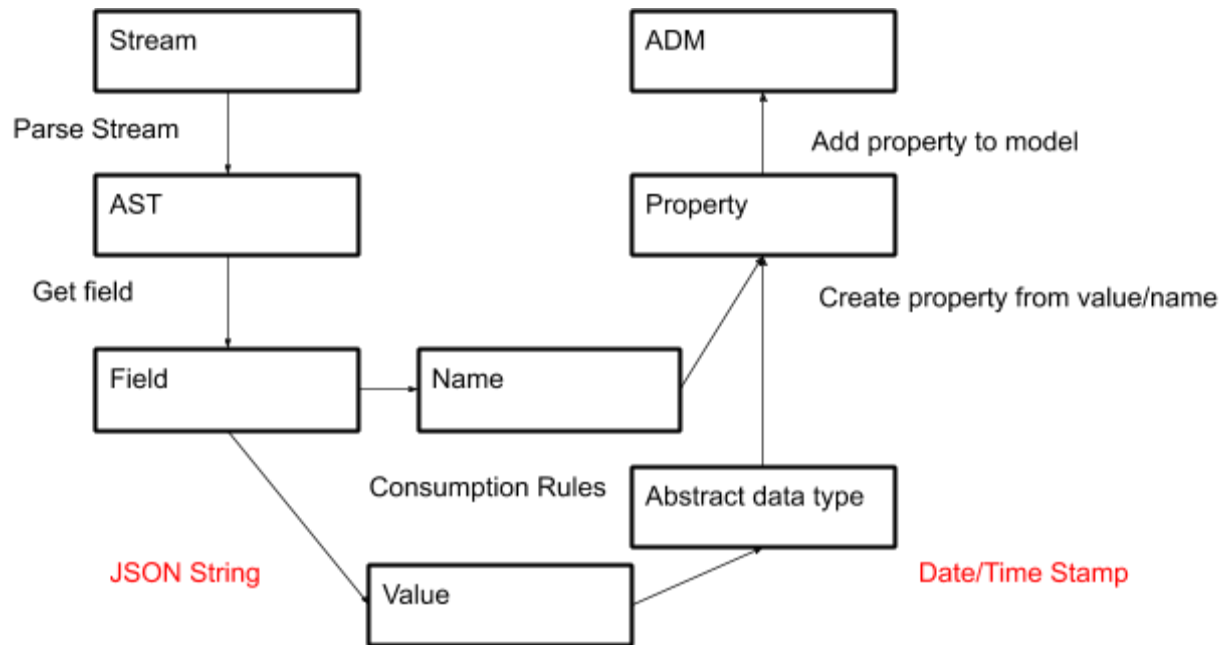 Stream
ADM
Parse Stream
Add property to model
AST
Property
Get field
Create property from value/name
Field
Name
Consumption Rules
Abstract data type
JSON String
Value
Date/Time Stamp